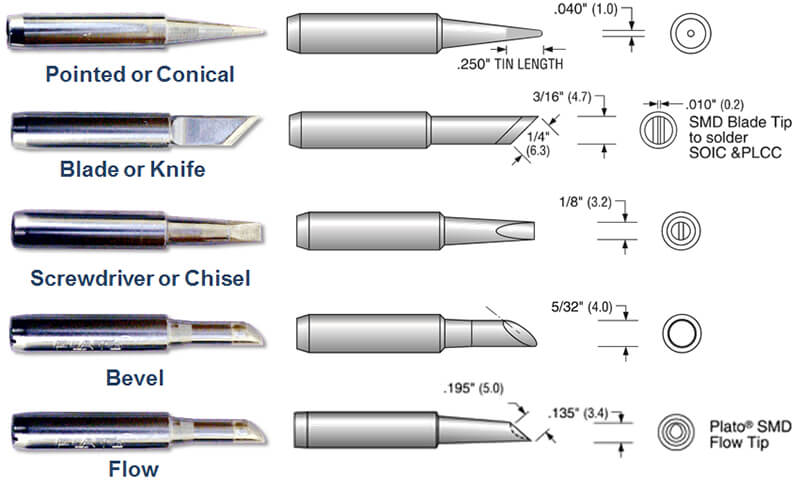 .040" (1.0)
.250" TIN LENGTH
Pointed or Conical
3/16" (4.7)
.010" (0.2)
1/4"
(6.3)
SMD Blade Tip
to solder
SOIC &PLCC
Blade or Knife
1/8" (3.2)
Screwdriver or Chisel
5/32" (4.0)
Bevel
.195" (5.0)
.135" (3.4)
Plato® SMD
Flow Tip
Flow